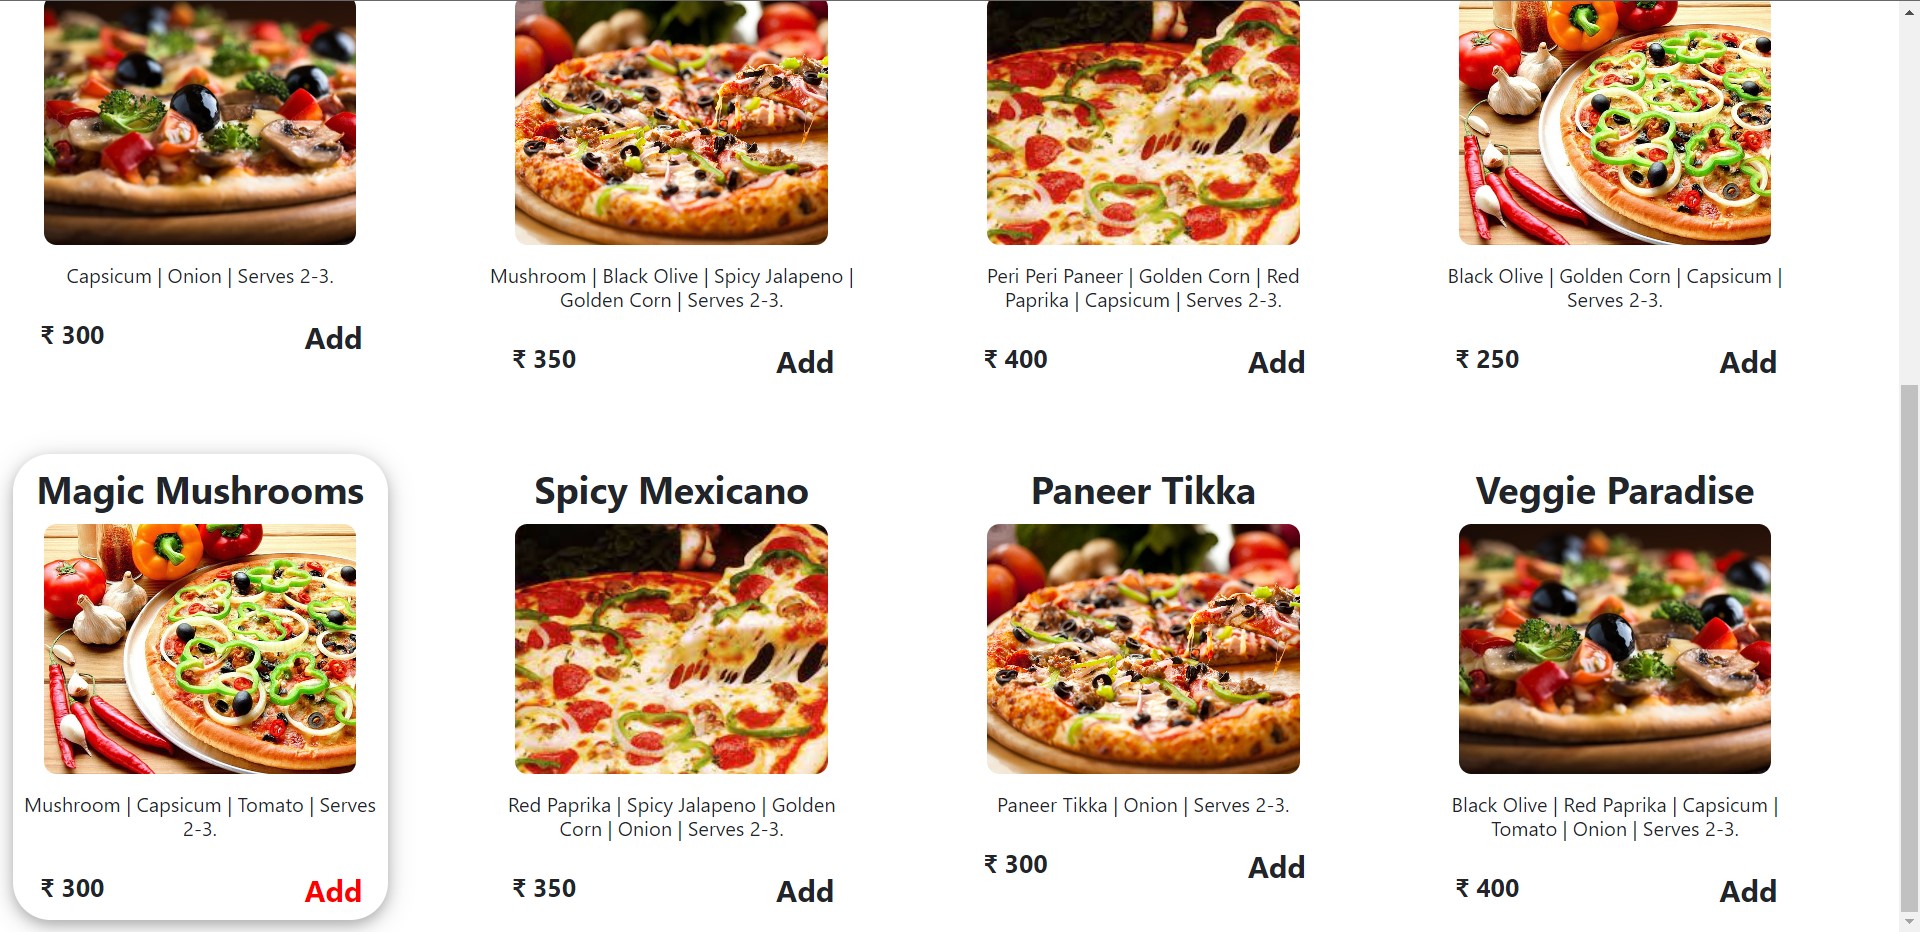 Capsicum | Onion | Serves 2-3.
₹ 300 Add
Mushroom | Black Olive | Spicy Jalapeno |
Golden Corn | Serves 2-3.
₹ 350 Add
Peri Peri Paneer | Golden Corn | Red
Paprika | Capsicum | Serves 2-3.
₹ 400 Add
Black Olive | Golden Corn | Capsicum |
Serves 2-3.
₹ 250 Add
Magic Mushrooms
Mushroom | Capsicum | Tomato | Serves
2-3.
₹ 300 Add
Spicy Mexicano
Red Paprika | Spicy Jalapeno | Golden
Corn | Onion | Serves 2-3.
₹ 350 Add
Paneer Tikka
Paneer Tikka | Onion | Serves 2-3.
₹ 300 Add
Veggie Paradise
Black Olive | Red Paprika | Capsicum |
Tomato | Onion | Serves 2-3.
₹ 400 Add